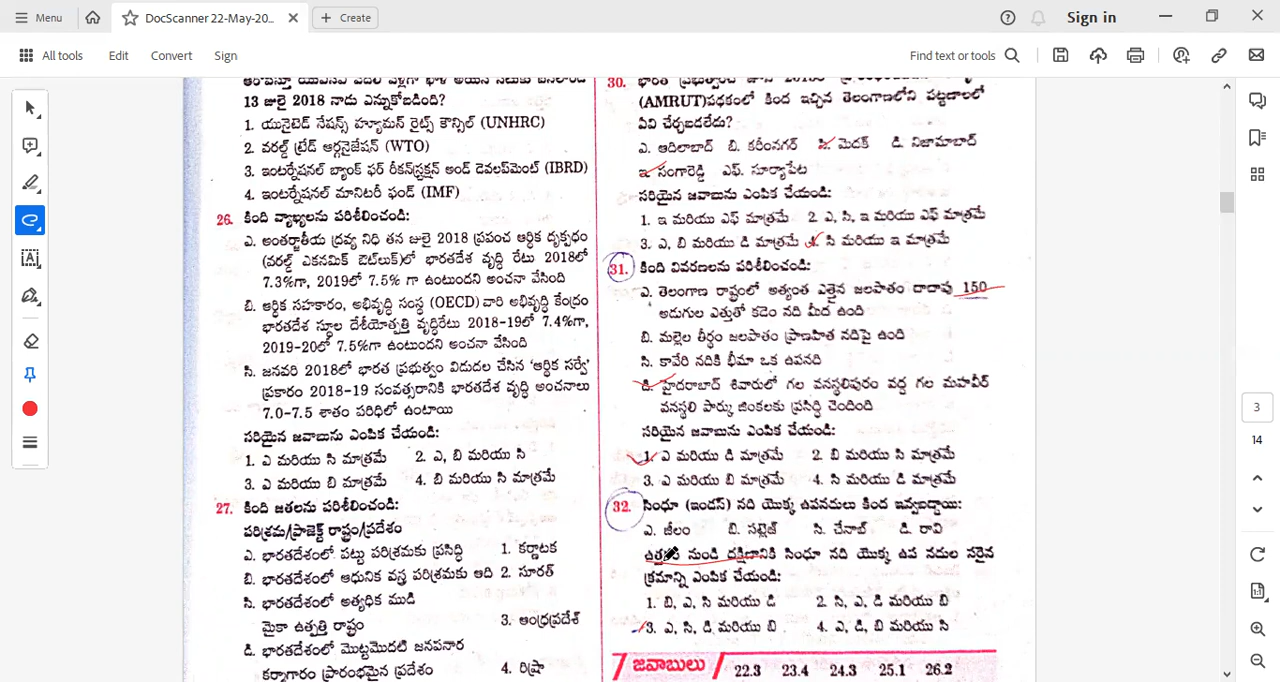 Menu
DocScanner 22-May-20...
Create
Sign in
All tools
Edit
Convert
Sign
Find text or tools
13 జులై 2018 నాడు ఎన్నుకోబడింది?
1. యునైటెడ్ నేషన్స్ హ్యూమన్ రైట్స్ కౌన్సిల్ (UNHRC)
2. వరల్డ్ ట్రేడ్ ఆర్గనైజేషన్ (WTO)
3. ఇంటర్నేషనల్ బ్యాంక్ ఫర్ రీకన్‌స్ట్రక్షన్ అండ్ డెవలప్‌మెంట్ (IBRD)
4. ఇంటర్నేషనల్ మానిటరీ ఫండ్ (IMF)
26. కింది వ్యాఖ్యలను పరిశీలించండి:
ఎ. అంతర్జాతీయ ద్రవ్య నిధి తన జులై 2018 ప్రపంచ ఆర్థిక దృక్పథం
(వరల్డ్ ఎకనమిక్ ఔట్‌లుక్)లో భారతదేశ వృద్ధి రేటు 2018లో
7.3%గా, 2019లో 7.5% గా ఉంటుందని అంచనా వేసింది
బి. ఆర్థిక సహకారం, అభివృద్ధి సంస్థ (OECD) వారి అభివృద్ధి కేంద్రం
భారతదేశ స్థూల దేశీయోత్పత్తి వృద్ధిరేటు 2018-19లో 7.4%గా,
2019-20లో 7.5%గా ఉంటుందని అంచనా వేసింది
సి. జనవరి 2018లో భారత ప్రభుత్వం విడుదల చేసిన 'ఆర్థిక సర్వే'
ప్రకారం 2018-19 సంవత్సరానికి భారతదేశ వృద్ధి అంచనాలు
7.0-7.5 శాతం పరిధిలో ఉంటాయి
సరియైన జవాబును ఎంపిక చేయండి:
1. ఎ మరియు సి మాత్రమే 2. ఎ, బి మరియు సి
3. ఎ మరియు బి మాత్రమే 4. బి మరియు సి మాత్రమే
27. కింది జతలను పరిశీలించండి:
పరిశ్రమ/ప్రాజెక్ట్ రాష్ట్రం/ప్రదేశం
ఎ. భారతదేశంలో పట్టు పరిశ్రమకు ప్రసిద్ధి 1. కర్ణాటక
బి. భారతదేశంలో ఆధునిక వస్త్ర పరిశ్రమకు ఆది 2. సూరత్
సి. భారతదేశంలో అత్యధిక ముడి
మైకా ఉత్పత్తి రాష్ట్రం 3. ఆంధ్రప్రదేశ్
డి. భారతదేశంలో మొట్టమొదటి జనపనార
కర్మాగారం ప్రారంభమైన ప్రదేశం 4. రిష్రా
30. భారత ప్రభుత్వంచే జూన్
(AMRUT)పథకంలో కింద ఇచ్చిన తెలంగాణలోని పట్టణాలలో
ఏవి చేర్చబడలేదు?
ఎ. ఆదిలాబాద్ బి. కరీంనగర్ సి. మెదక్ డి. నిజామాబాద్
ఇ. సంగారెడ్డి ఎఫ్. సూర్యాపేట
సరియైన జవాబును ఎంపిక చేయండి:
1. ఇ మరియు ఎఫ్ మాత్రమే 2. ఎ, సి, ఇ మరియు ఎఫ్ మాత్రమే
3. ఎ, బి మరియు డి మాత్రమే 4. సి మరియు ఇ మాత్రమే
31. కింది వివరణలను పరిశీలించండి:
ఎ. తెలంగాణ రాష్ట్రంలో అత్యంత ఎత్తైన జలపాతం దాదాపు 150
అడుగుల ఎత్తుతో కడెం నది మీద ఉంది
బి. మల్లెల తీర్థం జలపాతం ప్రాణహిత నదిపై ఉంది
సి. కావేరి నదికి భీమా ఒక ఉపనది
డి. హైదరాబాద్ శివారులో గల వనస్థలిపురం వద్ద గల మహవీర్
వనస్థలి పార్కు జింకలకు ప్రసిద్ధి చెందింది
సరియైన జవాబును ఎంపిక చేయండి:
1. ఎ మరియు డి మాత్రమే 2. బి మరియు సి మాత్రమే
3. ఎ మరియు బి మాత్రమే 4. సి మరియు డి మాత్రమే
32. సింధూ (ఇండస్) నది యొక్క ఉపనదులు కింద ఇవ్వబడ్డాయి:
ఎ. జీలం బి. సట్లెజ్ సి. చేనాబ్ డి. రావి
నుండి దక్షిణానికి సింధూ నది యొక్క ఉప నదుల సరైన
క్రమాన్ని ఎంపిక చేయండి:
1. బి, ఎ, సి మరియు డి 2. సి, ఎ, డి మరియు బి
3. ఎ, సి, డి మరియు బి 4. ఎ, డి, బి మరియు సి
జవాబులు 22.3 23.4 24.3 25.1 26.2
3
14